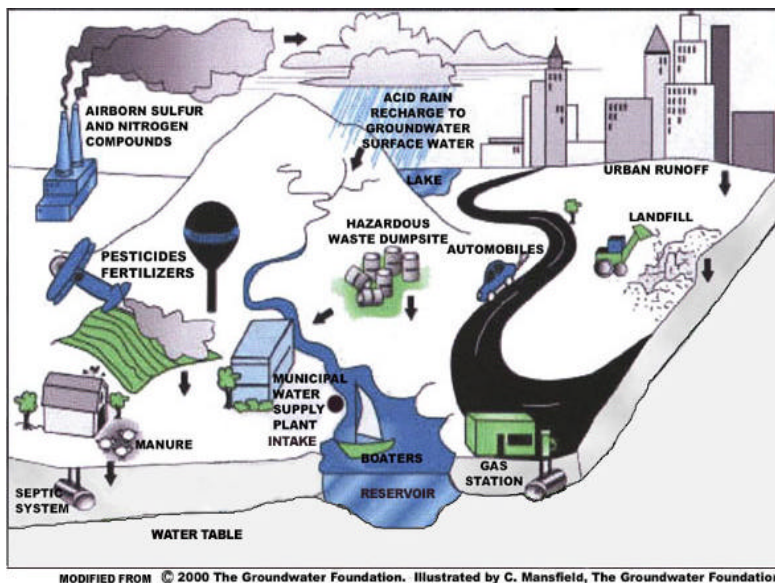 AIRBORN SULFUR
AND NITROGEN
COMPOUNDS
ACID RAIN
RECHARGE TO
GROUNDWATER
SURFACE WATER
LAKE
URBAN RUNOFF
LANDFILL
PESTICIDES
FERTILIZERS
HAZARDOUS
WASTE DUMPSITE
AUTOMOBILES
MUNICIPAL
WATER
SUPPLY
PLANT
INTAKE
MANURE
BOATERS
GAS
STATION
SEPTIC
SYSTEM
RESERVOIR
WATER TABLE
MODIFIED FROM © 2000 The Groundwater Foundation. Illustrated by C. Mansfield, The Groundwater Foundation